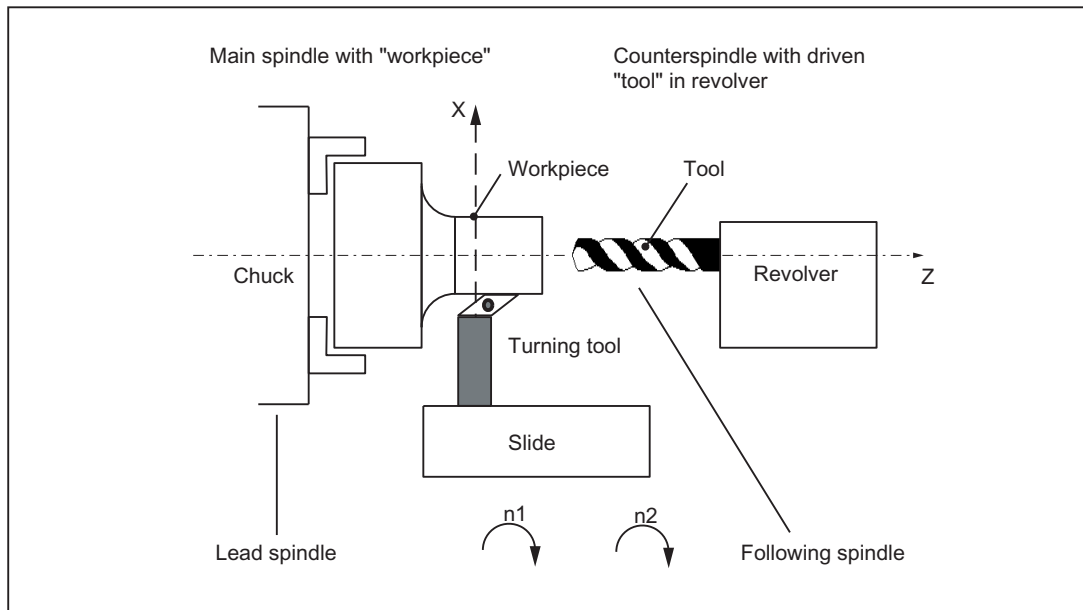 Main spindle with "workpiece"
Counterspindle with driven
"tool" in revolver
X
Workpiece
Tool
Chuck
Revolver
Z
Turning tool
Slide
n1
n2
Lead spindle
Following spindle